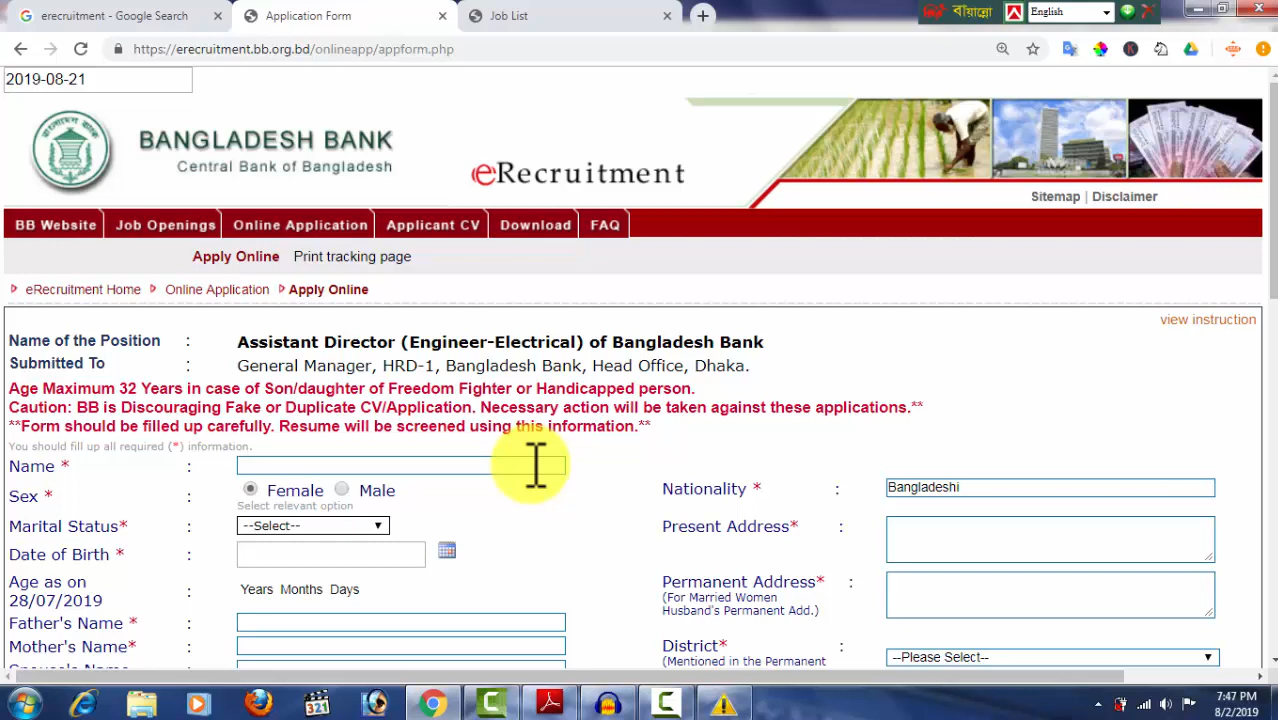 erecruitment - Google Search
Application Form
Job List
বাঁয়ান্নো
English
https://erecruitment.bb.org.bd/onlineapp/appform.php
2019-08-21
BANGLADESH BANK
Central Bank of Bangladesh
eRecruitment
Sitemap | Disclaimer
BB Website
Job Openings
Online Application
Applicant CV
Download
FAQ
Apply Online
Print tracking page
eRecruitment Home
Online Application
Apply Online
view instruction
Name of the Position : Assistant Director (Engineer-Electrical) of Bangladesh Bank
Submitted To : General Manager, HRD-1, Bangladesh Bank, Head Office, Dhaka.
Age Maximum 32 Years in case of Son/daughter of Freedom Fighter or Handicapped person.
Caution: BB is Discouraging Fake or Duplicate CV/Application. Necessary action will be taken against these applications.**
**Form should be filled up carefully. Resume will be screened using this information.**
You should fill up all required (*) information.
Name * :
Sex * : Female Male
Select relevant option
Nationality * : Bangladeshi
Marital Status* : --Select--
Present Address* :
Date of Birth * :
Age as on
28/07/2019 : Years Months Days
Permanent Address* :
(For Married Women
Husband's Permanent Add.)
Father's Name * :
Mother's Name* :
Spouse's Name
District* : --Please Select--
(Mentioned in the Permanent
321
7:47 PM
8/2/2019